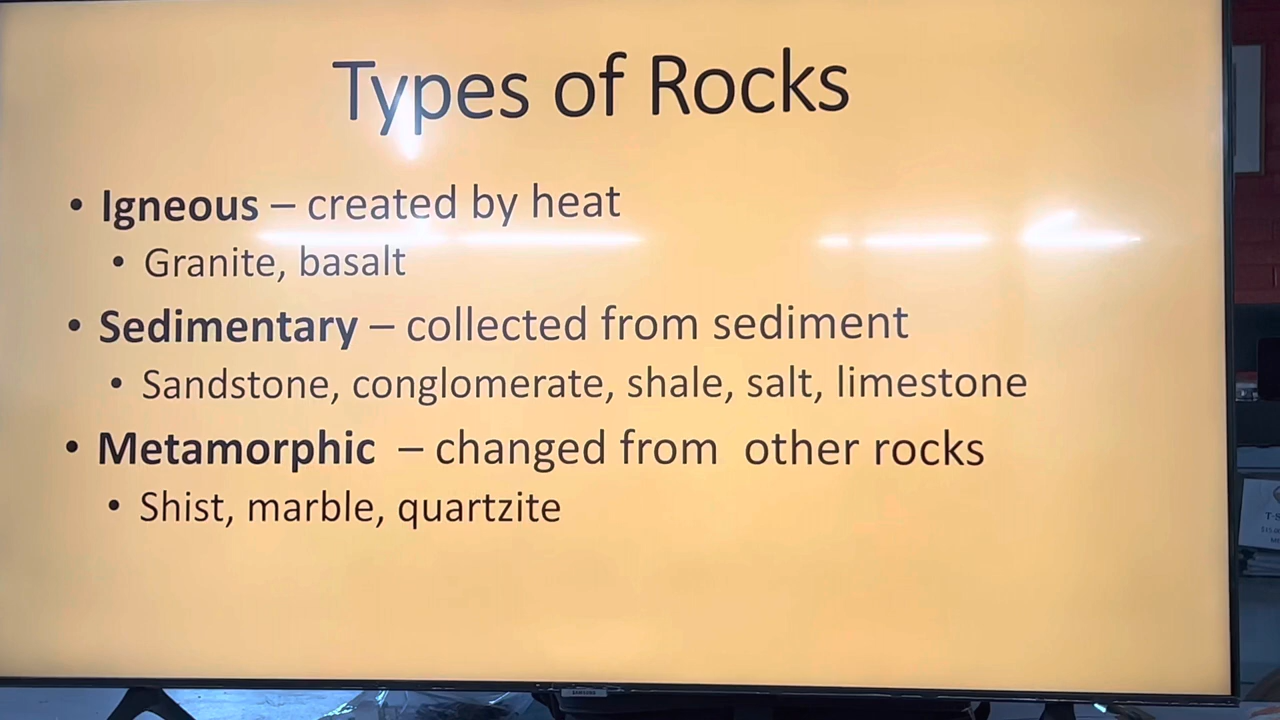 Types of Rocks
• Igneous – created by heat
• Granite, basalt
• Sedimentary – collected from sediment
• Sandstone, conglomerate, shale, salt, limestone
• Metamorphic – changed from other rocks
• Shist, marble, quartzite
SAMSUNG